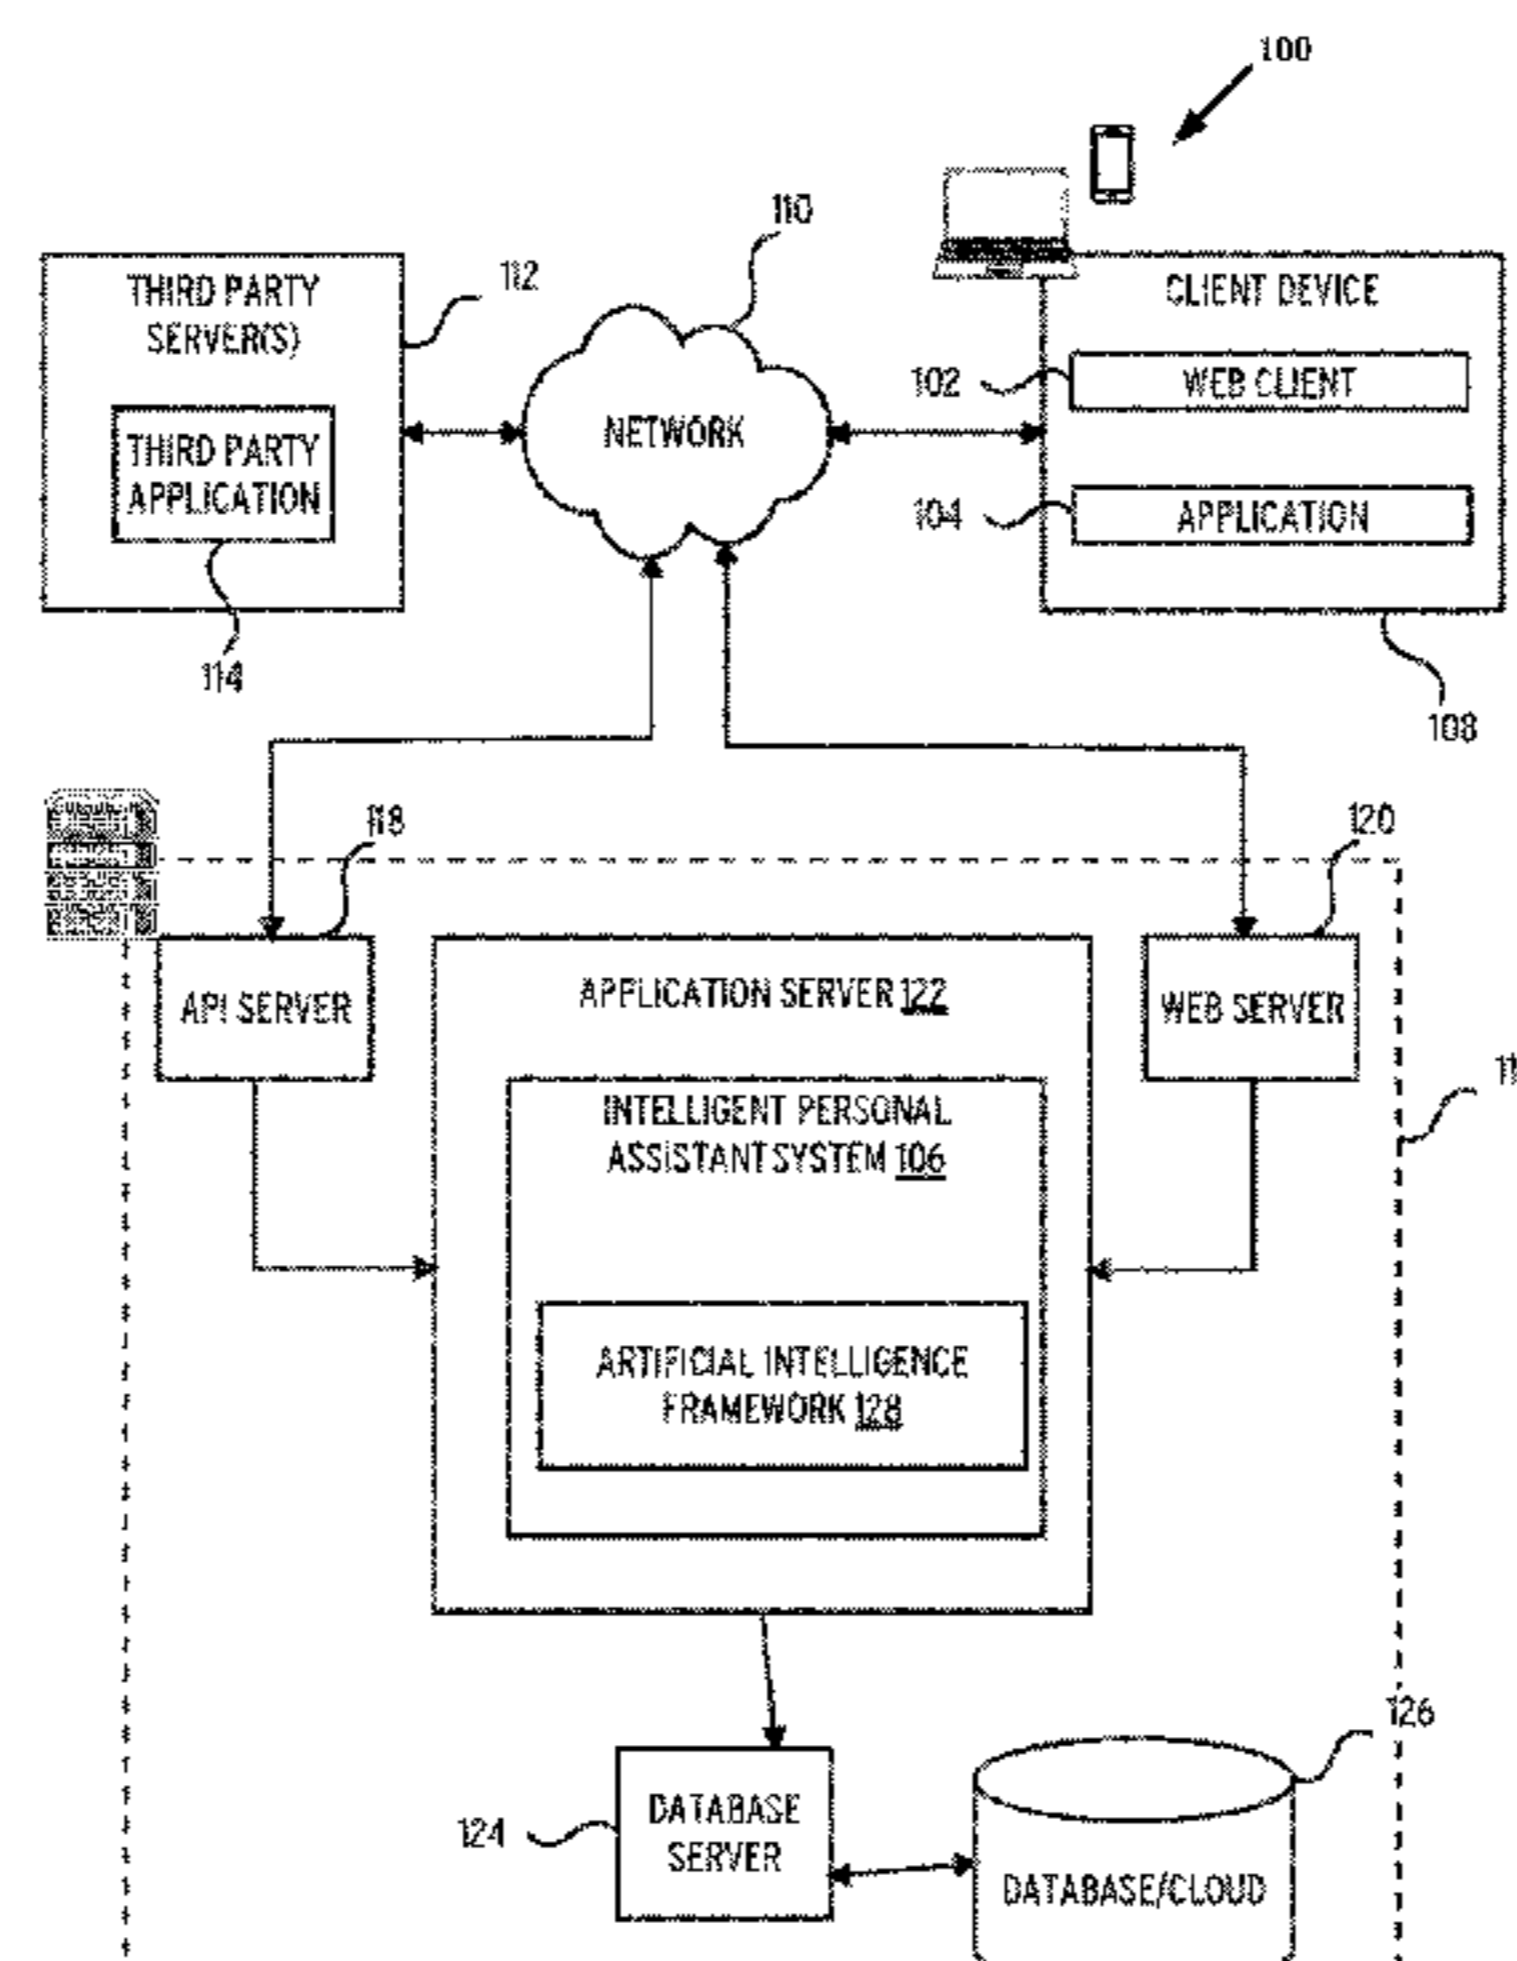 100
110
THIRD PARTY
SERVER(S)
112
CLIENT DEVICE
102
WEB CLIENT
NETWORK
THIRD PARTY
APPLICATION
104
APPLICATION
114
108
118
120
API SERVER
APPLICATION SERVER 122
WEB SERVER
INTELLIGENT PERSONAL
ASSISTANT SYSTEM 106
ARTIFICIAL INTELLIGENCE
FRAMEWORK 128
126
124
DATABASE
SERVER
DATABASE/CLOUD